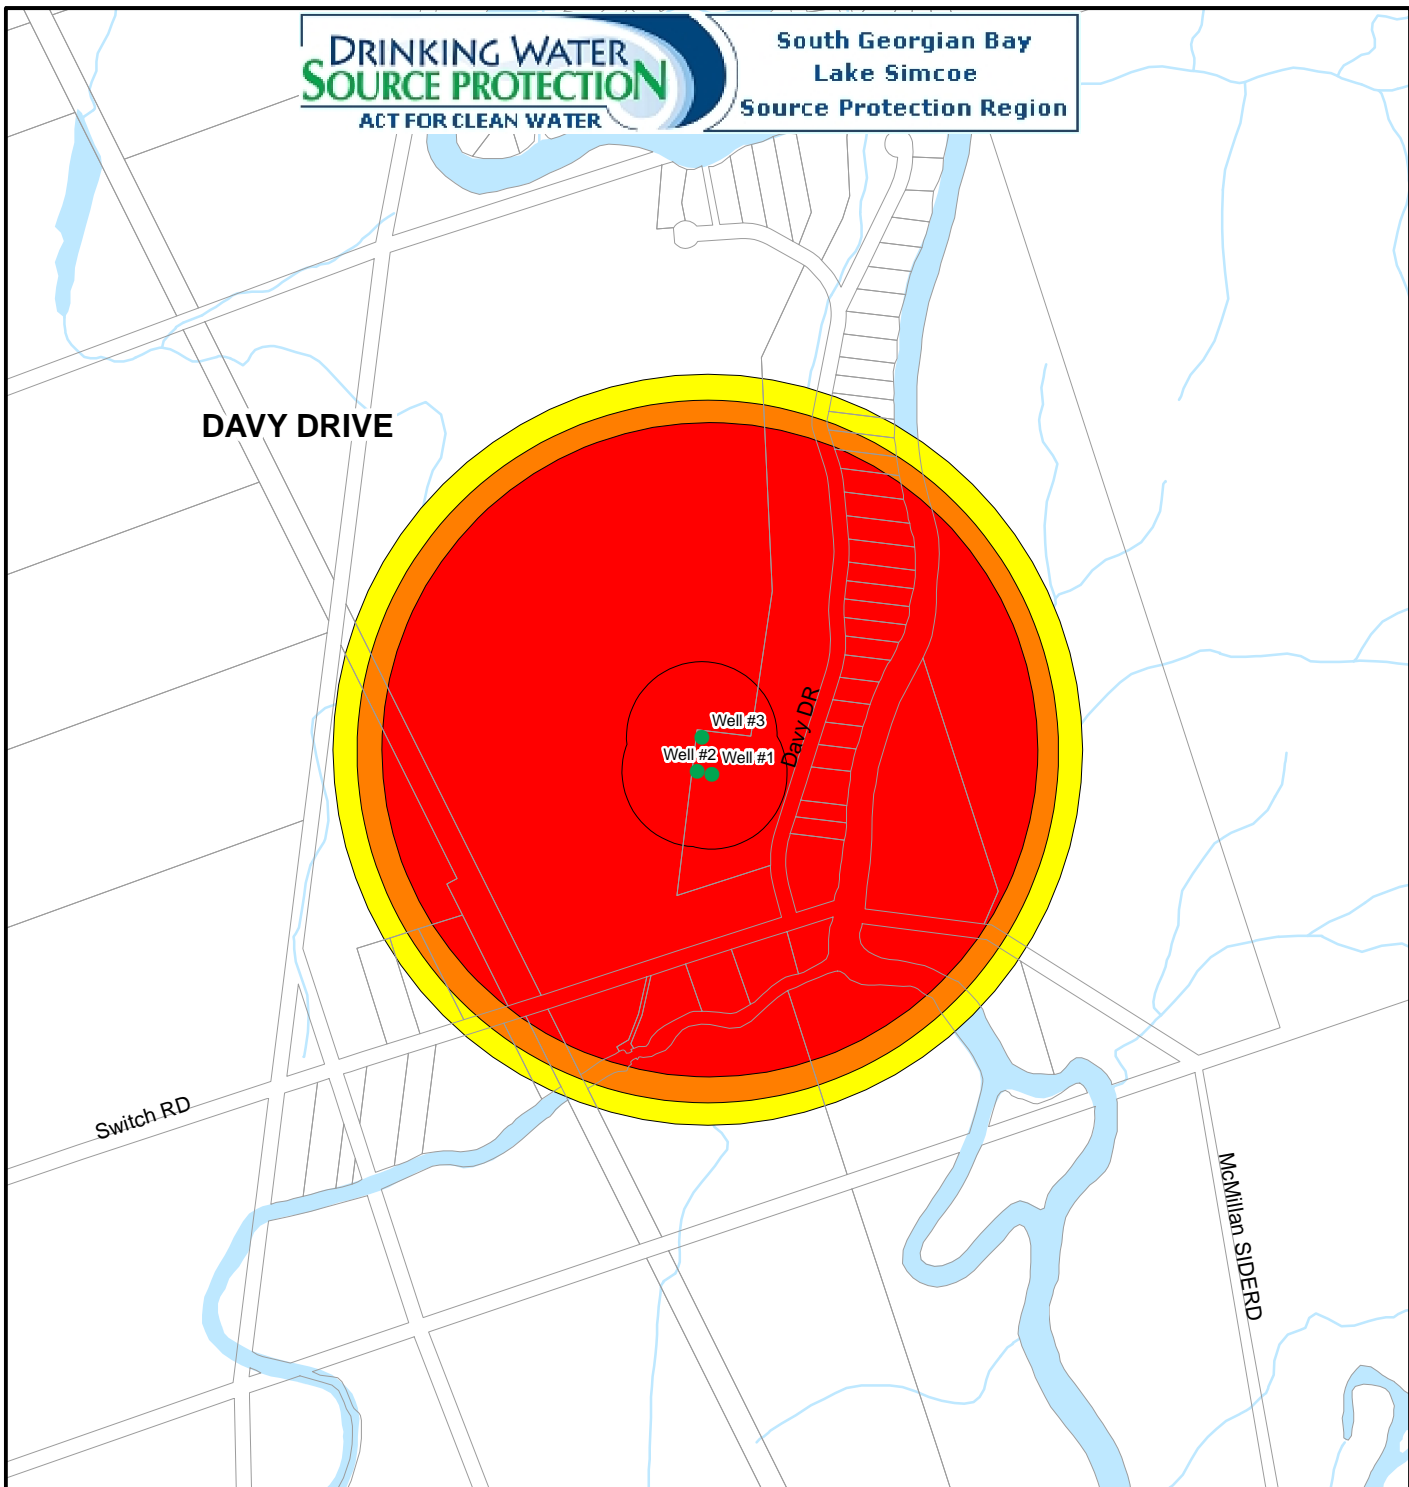 DRINKING WATER
SOURCE PROTECTION
ACT FOR CLEAN WATER
South Georgian Bay
Lake Simcoe
Source Protection Region
DAVY DRIVE
Well #3
Well #2
Well #1
Davy DR
Switch RD
McMillan SIDERD